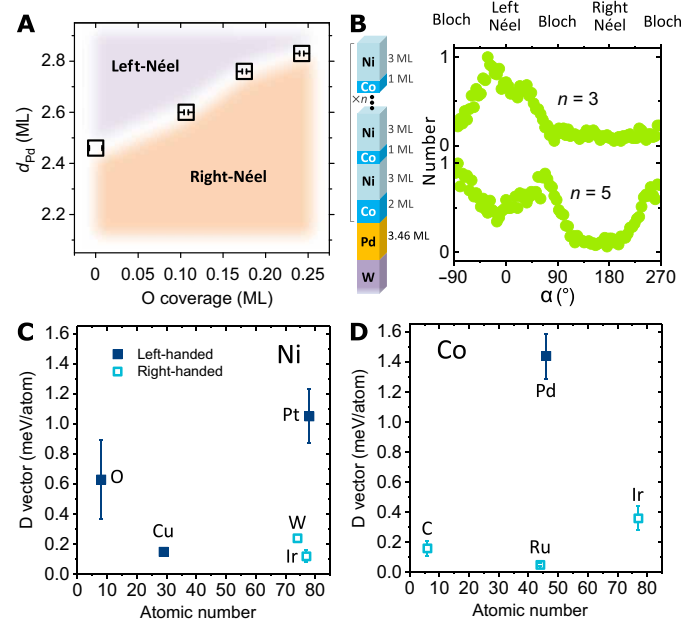 A
d_Pd (ML)
2.8
2.6
2.4
2.2
Left-Néel
Right-Néel
0
0.05
0.10
0.15
0.20
0.25
O coverage (ML)
B
Ni
3 ML
Co
1 ML
×n
Ni
3 ML
Co
1 ML
Ni
3 ML
Co
2 ML
Pd
3.46 ML
W
Bloch
Left Néel
Bloch
Right Néel
Bloch
Number
1
0
1
0
n = 3
n = 5
−90
0
90
180
270
α (°)
C
D vector (meV/atom)
1.6
1.4
1.2
1.0
0.8
0.6
0.4
0.2
0.0
Left-handed
Right-handed
Ni
Pt
O
Cu
W
Ir
0 10 20 30 40 50 60 70 80
Atomic number
D
D vector (meV/atom)
1.6
1.4
1.2
1.0
0.8
0.6
0.4
0.2
0.0
Co
Pd
Ir
C
Ru
0 10 20 30 40 50 60 70 80
Atomic number